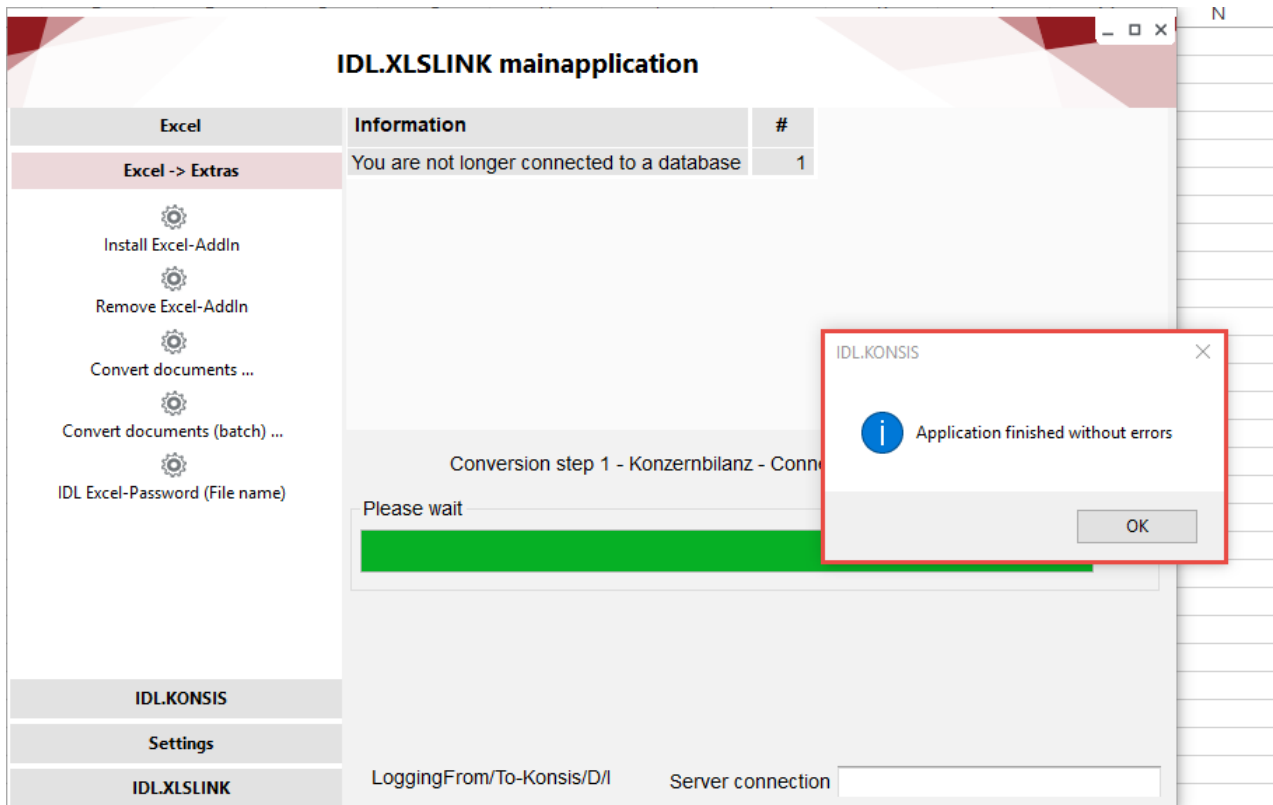 N
IDL.XLSLINK mainapplication
Excel
Excel -> Extras
Install Excel-AddIn
Remove Excel-AddIn
Convert documents ...
Convert documents (batch) ...
IDL Excel-Password (File name)
IDL.KONSIS
Settings
IDL.XLSLINK
Information #
You are not longer connected to a database 1
Conversion step 1 - Konzernbilanz -
Please wait
LoggingFrom/To-Konsis/D/I Server connection
IDL.KONSIS
Application finished without errors
OK